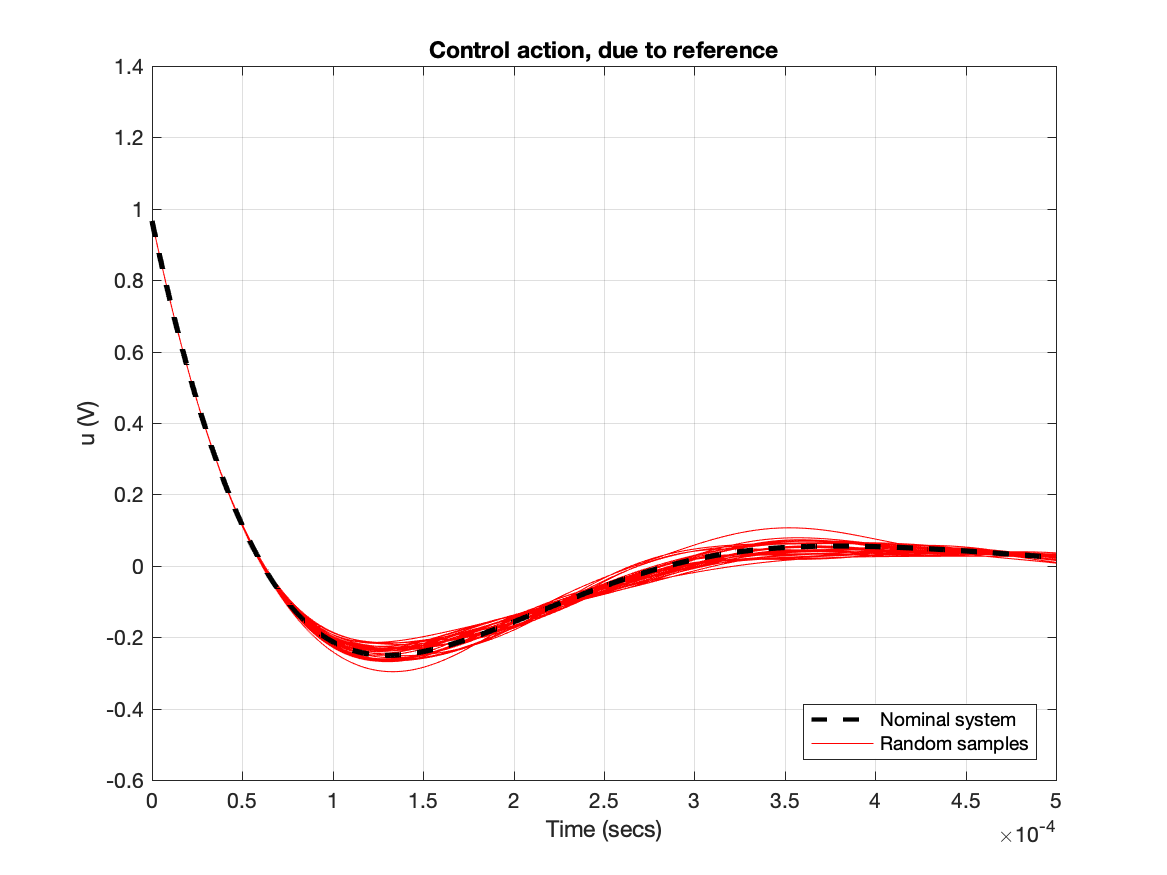 Control action, due to reference
1.4
1.2
1
0.8
0.6
0.4
0.2
0
-0.2
-0.4
-0.6
u (V)
Nominal system
Random samples
0 0.5 1 1.5 2 2.5 3 3.5 4 4.5 5
Time (secs)
×10-4